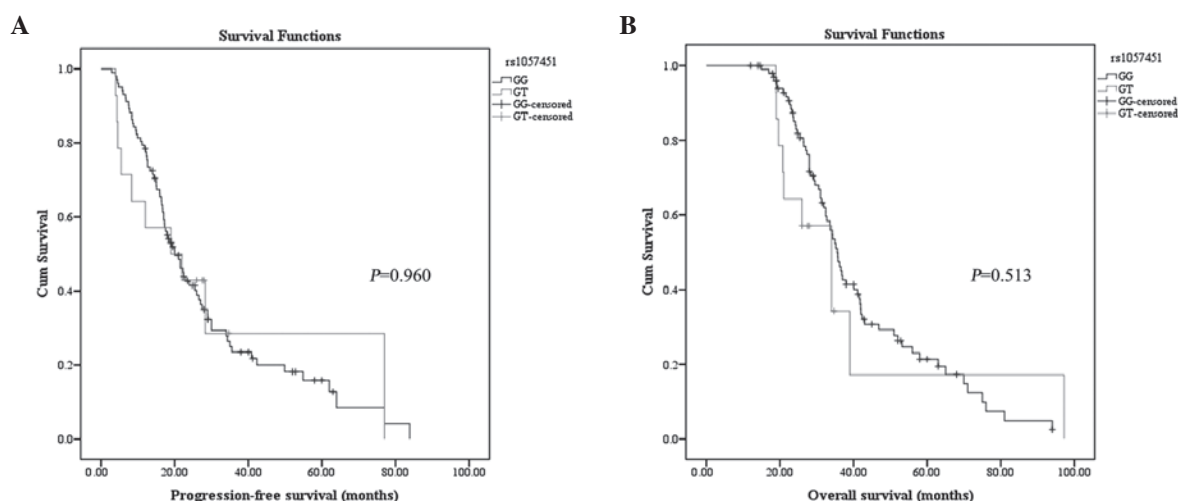 A
Survival Functions
rs1057451
GG
GT
GG-censored
GT-censored
Cum Survival
1.0
0.8
0.6
0.4
0.2
0.0
P=0.960
0.00 20.00 40.00 60.00 80.00 100.00
Progression-free survival (months)
B
Survival Functions
rs1057451
GG
GT
GG-censored
GT-censored
Cum Survival
1.0
0.8
0.6
0.4
0.2
0.0
P=0.513
0.00 20.00 40.00 60.00 80.00 100.00
Overall survival (months)